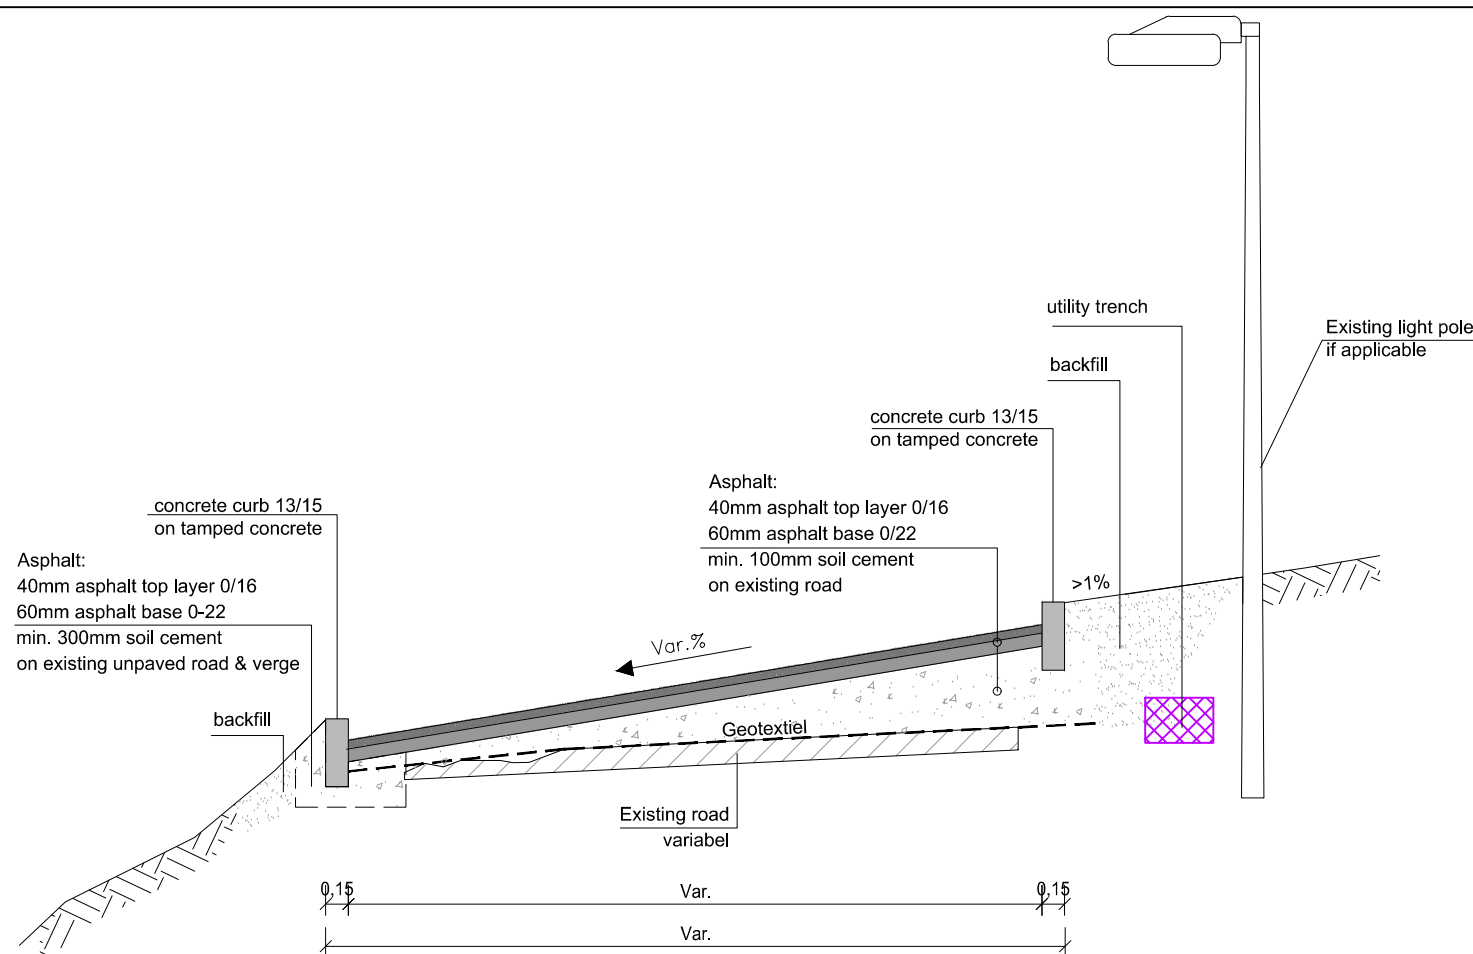 utility trench
Existing light pole
if applicable
backfill
concrete curb 13/15
on tamped concrete
Asphalt:
40mm asphalt top layer 0/16
60mm asphalt base 0/22
min. 100mm soil cement
on existing road
>1%
concrete curb 13/15
on tamped concrete
Asphalt:
40mm asphalt top layer 0/16
60mm asphalt base 0-22
min. 300mm soil cement
on existing unpaved road & verge
Var.%
backfill
Geotextiel
Existing road
variabel
0,15
Var.
0,15
Var.